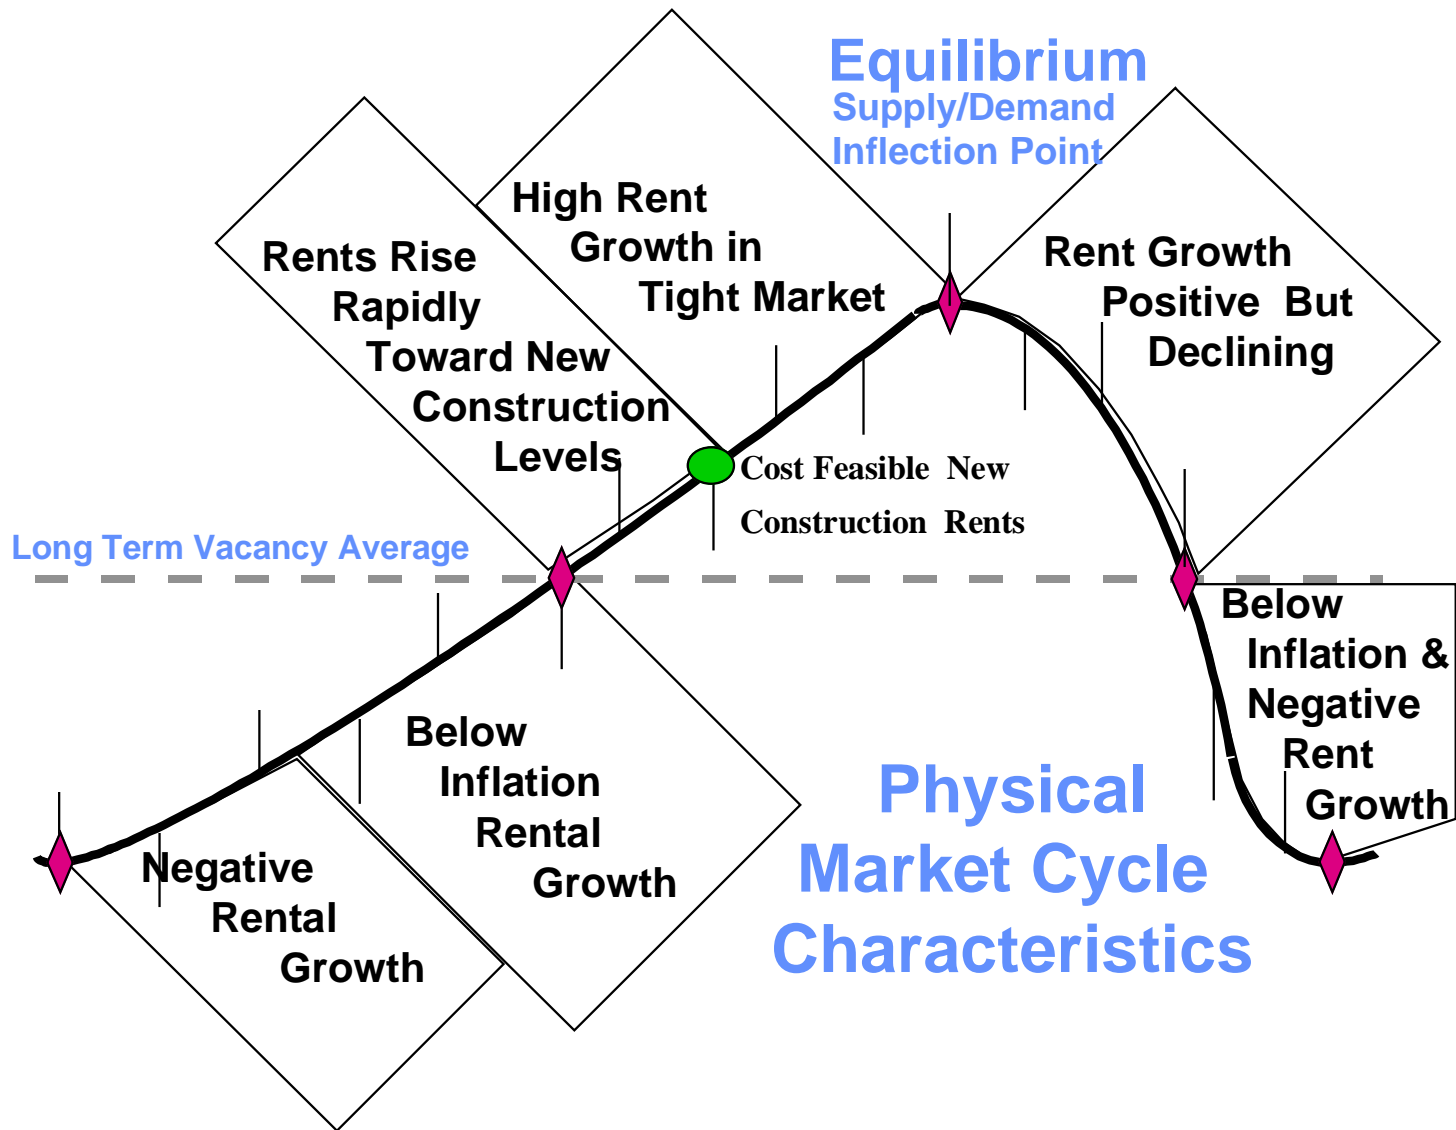 Equilibrium
Supply/Demand
Inflection Point
High Rent
Growth in
Tight Market
Rents Rise
Rapidly
Toward New
Construction
Levels
Rent Growth
Positive But
Declining
Cost Feasible New
Construction Rents
Long Term Vacancy Average
Below
Inflation &
Negative
Rent
Growth
Below
Inflation
Rental
Growth
Negative
Rental
Growth
Physical
Market Cycle
Characteristics